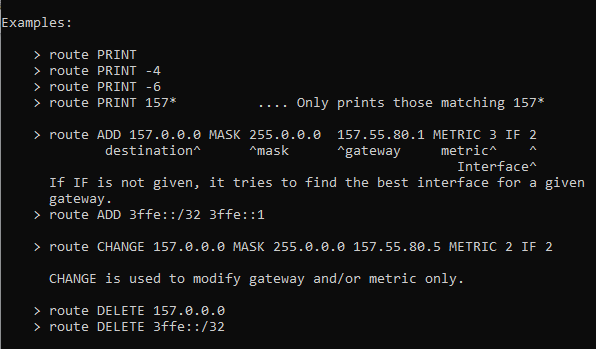 Examples:
> route PRINT
> route PRINT -4
> route PRINT -6
> route PRINT 157*          .... Only prints those matching 157*
> route ADD 157.0.0.0 MASK 255.0.0.0  157.55.80.1 METRIC 3 IF 2
         destination^      ^mask      ^gateway     metric^    ^
                                                     Interface^
  If IF is not given, it tries to find the best interface for a given
  gateway.
> route ADD 3ffe::/32 3ffe::1
> route CHANGE 157.0.0.0 MASK 255.0.0.0 157.55.80.5 METRIC 2 IF 2
  CHANGE is used to modify gateway and/or metric only.
> route DELETE 157.0.0.0
> route DELETE 3ffe::/32